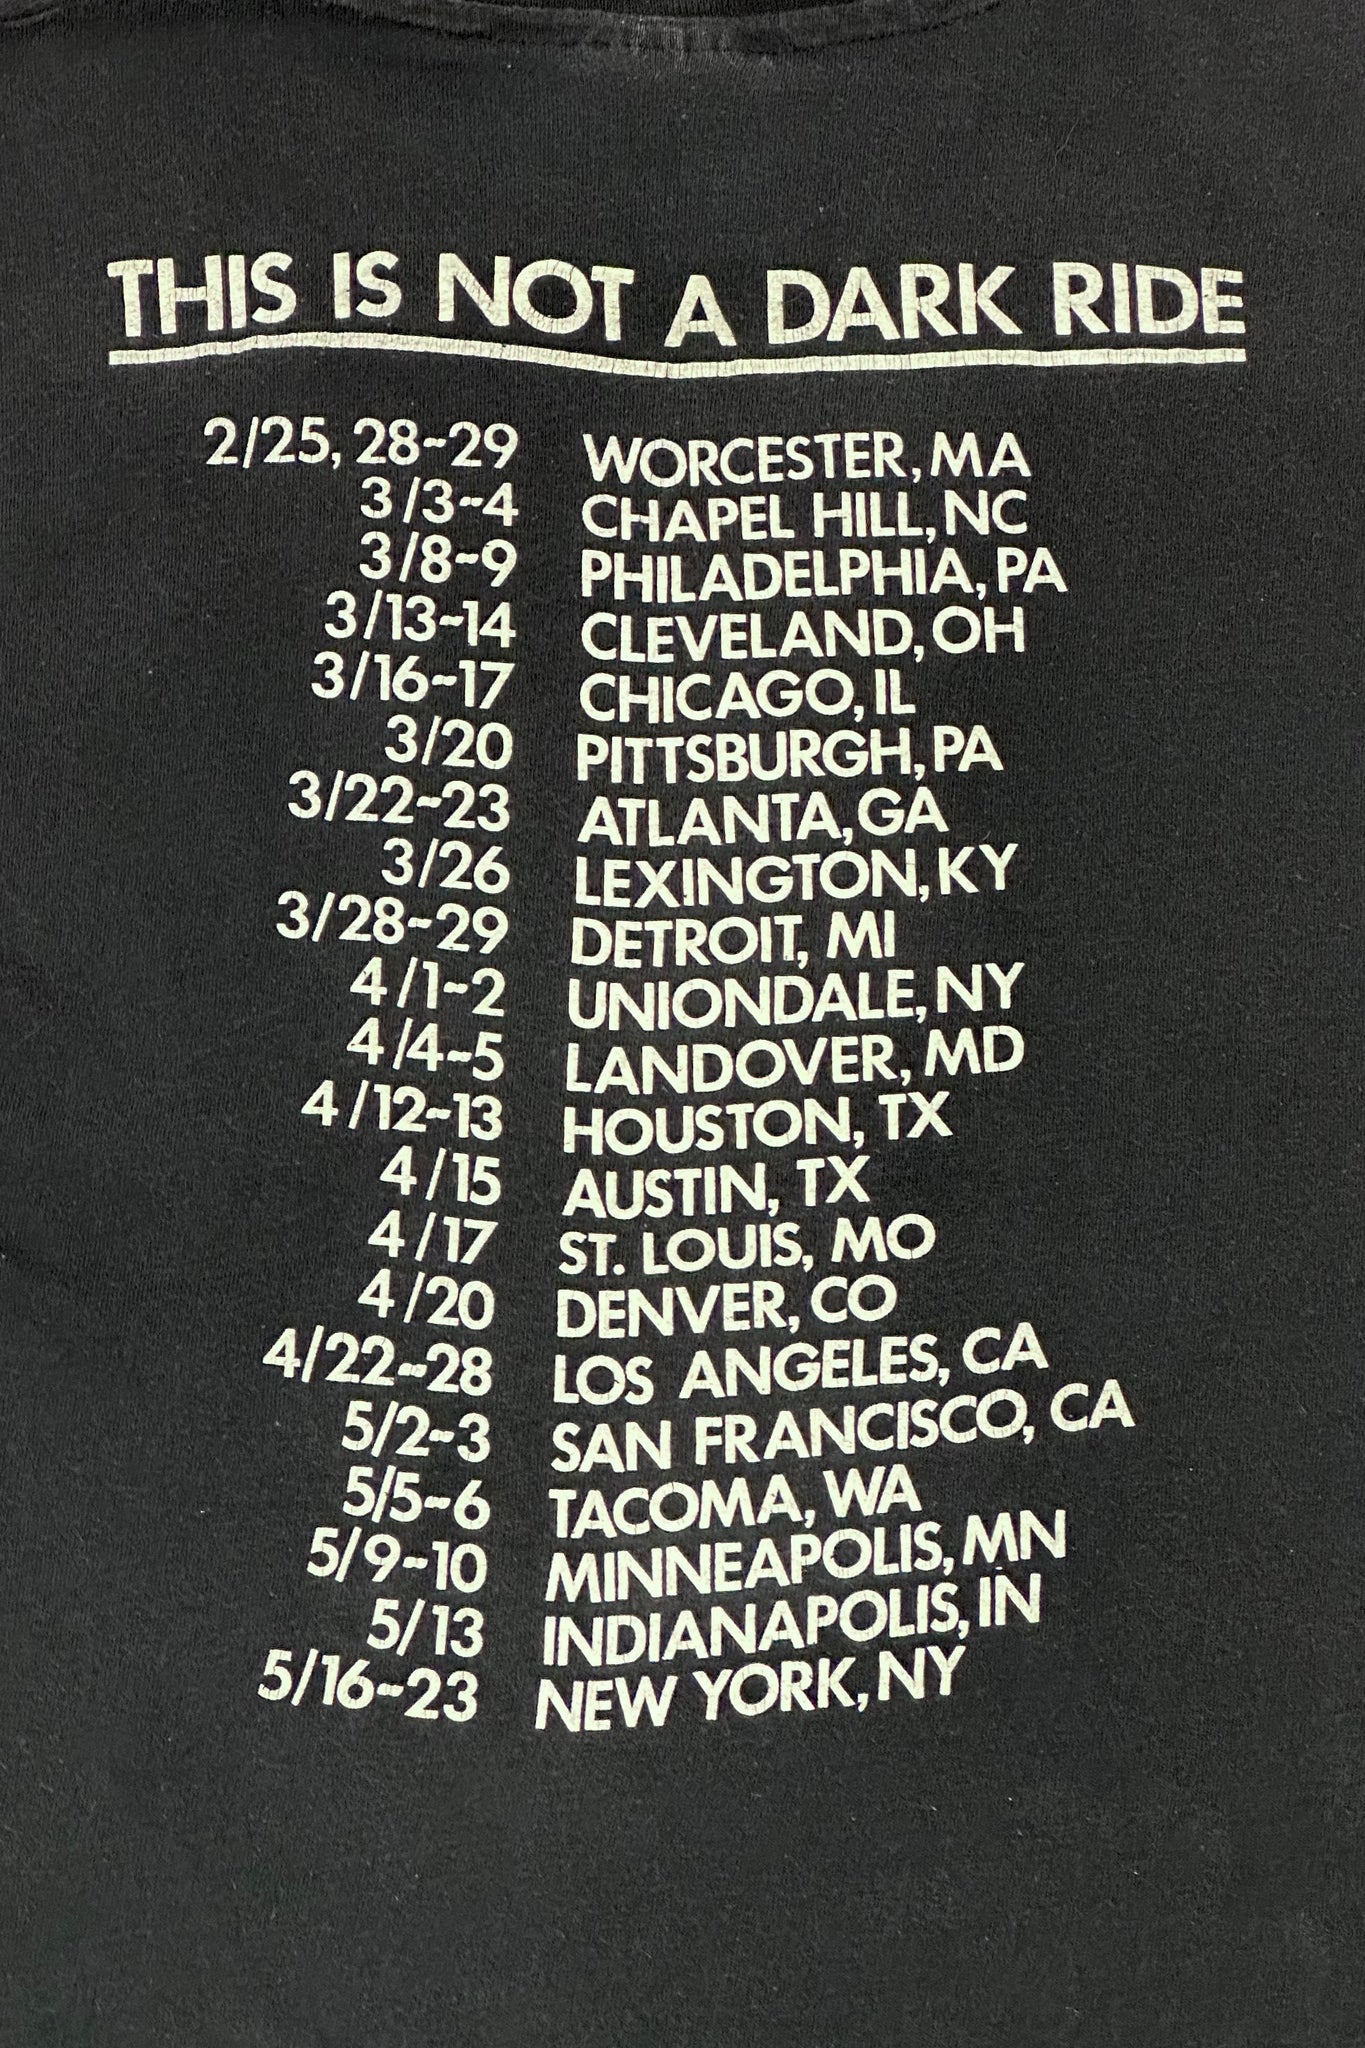 THIS IS NOT A DARK RIDE
2/25, 28-29 WORCESTER, MA
3/3-4 CHAPEL HILL, NC
3/8-9 PHILADELPHIA, PA
3/13-14 CLEVELAND, OH
3/16-17 CHICAGO, IL
3/20 PITTSBURGH, PA
3/22-23 ATLANTA, GA
3/26 LEXINGTON, KY
3/28-29 DETROIT, MI
4/1-2 UNIONDALE, NY
4/4-5 LANDOVER, MD
4/12-13 HOUSTON, TX
4/15 AUSTIN, TX
4/17 ST. LOUIS, MO
4/20 DENVER, CO
4/22-28 LOS ANGELES, CA
5/2-3 SAN FRANCISCO, CA
5/5-6 TACOMA, WA
5/9-10 MINNEAPOLIS, MN
5/13 INDIANAPOLIS, IN
5/16-23 NEW YORK, NY